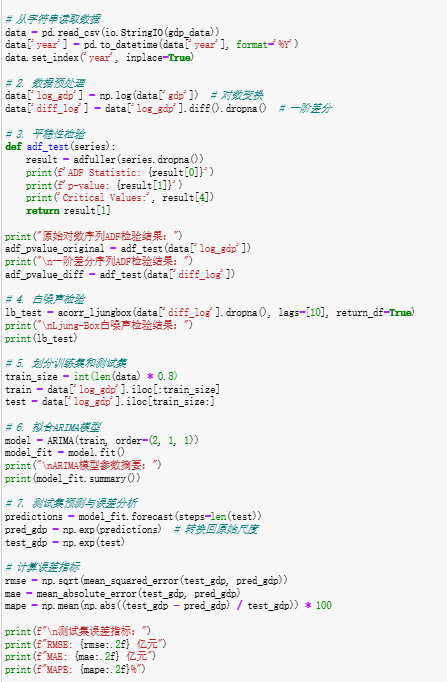 # 从字符串读取数据
data = pd.read_csv(io.StringIO(gdp_data))
data['year'] = pd.to_datetime(data['year'], format='%Y')
data.set_index('year', inplace=True)
# 2. 数据预处理
data['log_gdp'] = np.log(data['gdp'])  # 对数变换
data['diff_log'] = data['log_gdp'].diff().dropna()  # 一阶差分
# 3. 平稳性检验
def adf_test(series):
    result = adfuller(series.dropna())
    print(f'ADF Statistic: {result[0]}')
    print(f'p-value: {result[1]}')
    print('Critical Values:', result[4])
    return result[1]
print("原始对数序列ADF检验结果：")
adf_pvalue_original = adf_test(data['log_gdp'])
print("\n一阶差分序列ADF检验结果：")
adf_pvalue_diff = adf_test(data['diff_log'])
# 4. 白噪声检验
lb_test = acorr_ljungbox(data['diff_log'].dropna(), lags=[10], return_df=True)
print("\nLjung-Box白噪声检验结果：")
print(lb_test)
# 5. 划分训练集和测试集
train_size = int(len(data) * 0.8)
train = data['log_gdp'].iloc[:train_size]
test = data['log_gdp'].iloc[train_size:]
# 6. 拟合ARIMA模型
model = ARIMA(train, order=(2, 1, 1))
model_fit = model.fit()
print("\nARIMA模型参数摘要：")
print(model_fit.summary())
# 7. 测试集预测与误差分析
predictions = model_fit.forecast(steps=len(test))
pred_gdp = np.exp(predictions)  # 转换回原始尺度
test_gdp = np.exp(test)
# 计算误差指标
rmse = np.sqrt(mean_squared_error(test_gdp, pred_gdp))
mae = mean_absolute_error(test_gdp, pred_gdp)
mape = np.mean(np.abs((test_gdp - pred_gdp) / test_gdp)) * 100
print(f"\n测试集误差指标：")
print(f"RMSE: {rmse:.2f} 亿元")
print(f"MAE: {mae:.2f} 亿元")
print(f"MAPE: {mape:.2f}%")